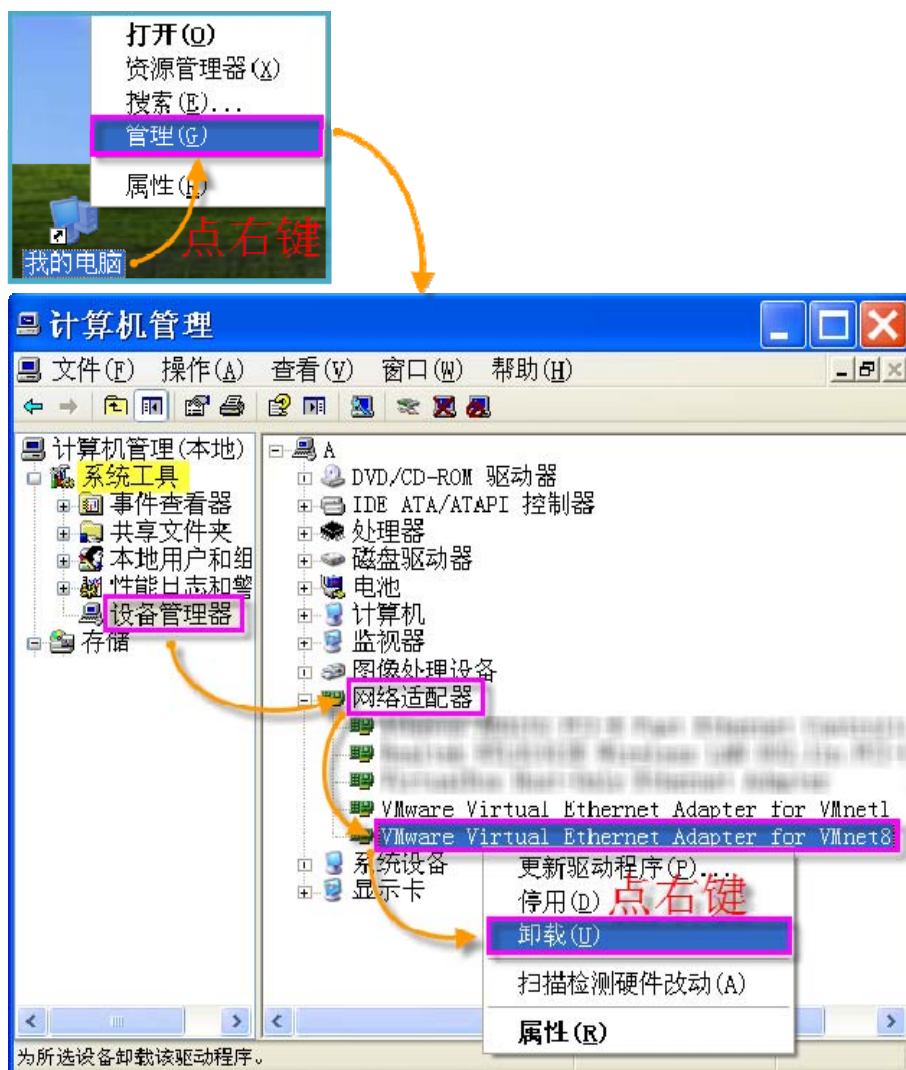 打开(O)
资源管理器(X)
搜索(E)...
管理(G)
属性(R)
点右键
我的电脑
计算机管理
文件(F) 操作(A) 查看(V) 窗口(W) 帮助(H)
计算机管理(本地)
系统工具
事件查看器
共享文件夹
本地用户和组
性能日志和警
设备管理器
存储
A
DVD/CD-ROM 驱动器
IDE ATA/ATAPI 控制器
处理器
磁盘驱动器
电池
计算机
监视器
图像处理设备
网络适配器
VMware Virtual Ethernet Adapter for VMnet1
VMware Virtual Ethernet Adapter for VMnet8
系统设备
显示卡
更新驱动程序(P)...
停用(D)
点右键
卸载(U)
扫描检测硬件改动(A)
属性(R)
为所选设备卸载该驱动程序。